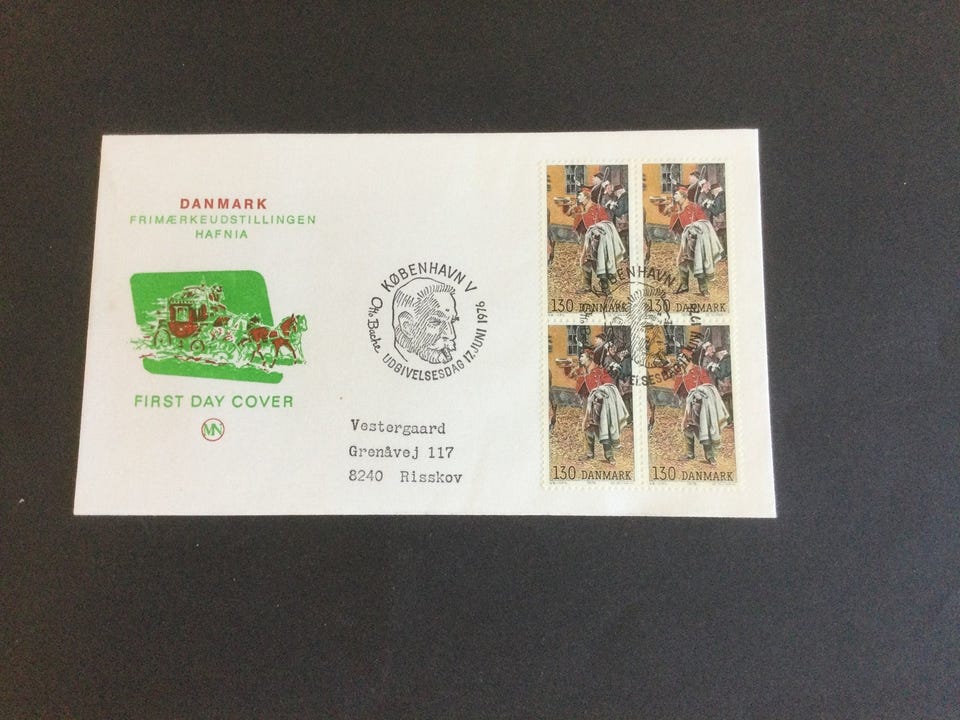 DANMARK
FRIMÆRKEUDSTILLINGEN
HAFNIA
FIRST DAY COVER
MN
KØBENHAVN V
Otto Bache
UDGIVELSESDAG 17. JUNI 1976
Vestergaard
Grenåvej 117
8240 Risskov
130 DANMARK
130 DANMARK
KØBENHAVN
130 DANMARK
130 DANMARK